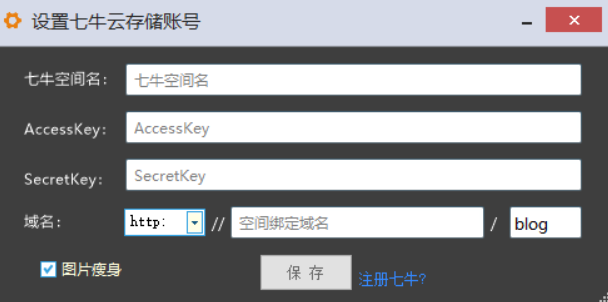 设置七牛云存储账号
七牛空间名： 七牛空间名
AccessKey： AccessKey
SecretKey： SecretKey
域名： http: // 空间绑定域名 / blog
图片瘦身 保 存 注册七牛?